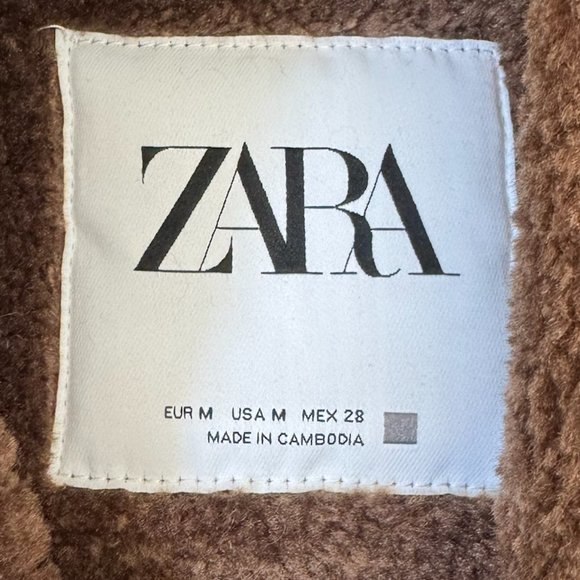 ZARA
EUR M USA M MEX 28
MADE IN CAMBODIA